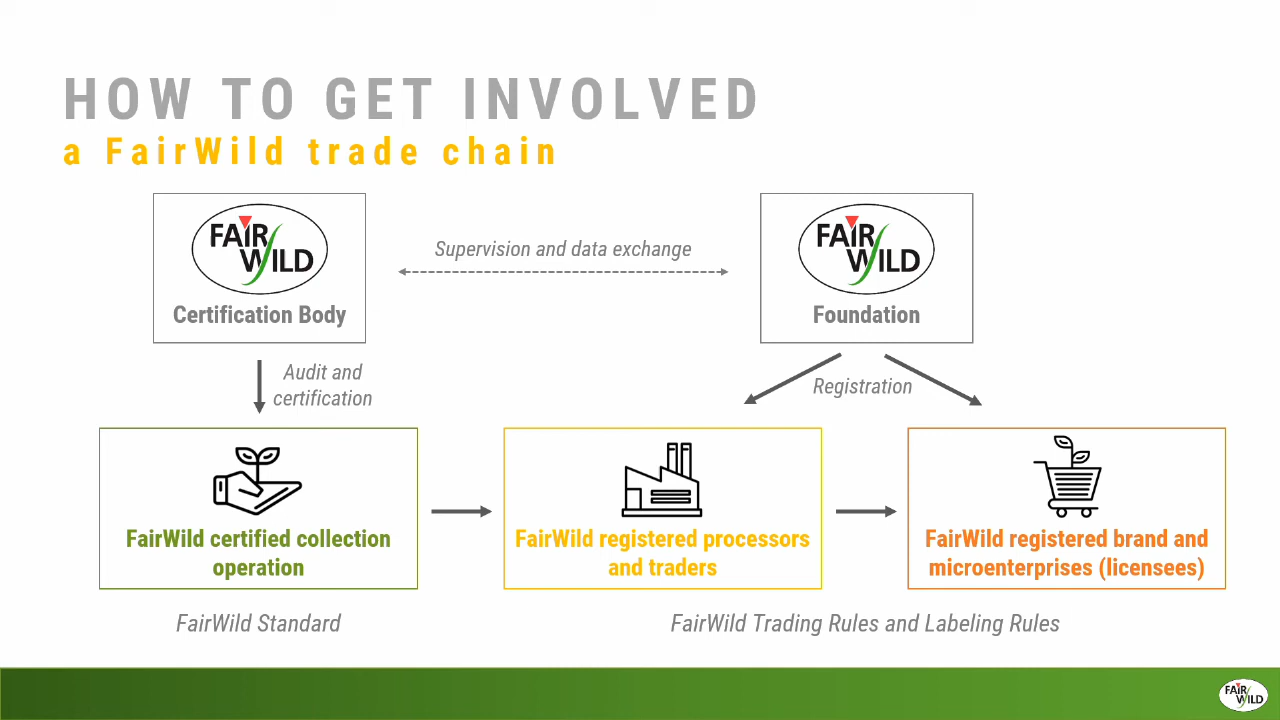 HOW TO GET INVOLVED
a FairWild trade chain
FAIR
WILD
Certification Body
Supervision and data exchange
FAIR
WILD
Foundation
Audit and
certification
Registration
FairWild certified collection
operation
FairWild registered processors
and traders
FairWild registered brand and
microenterprises (licensees)
FairWild Standard
FairWild Trading Rules and Labeling Rules
FAIR
WILD